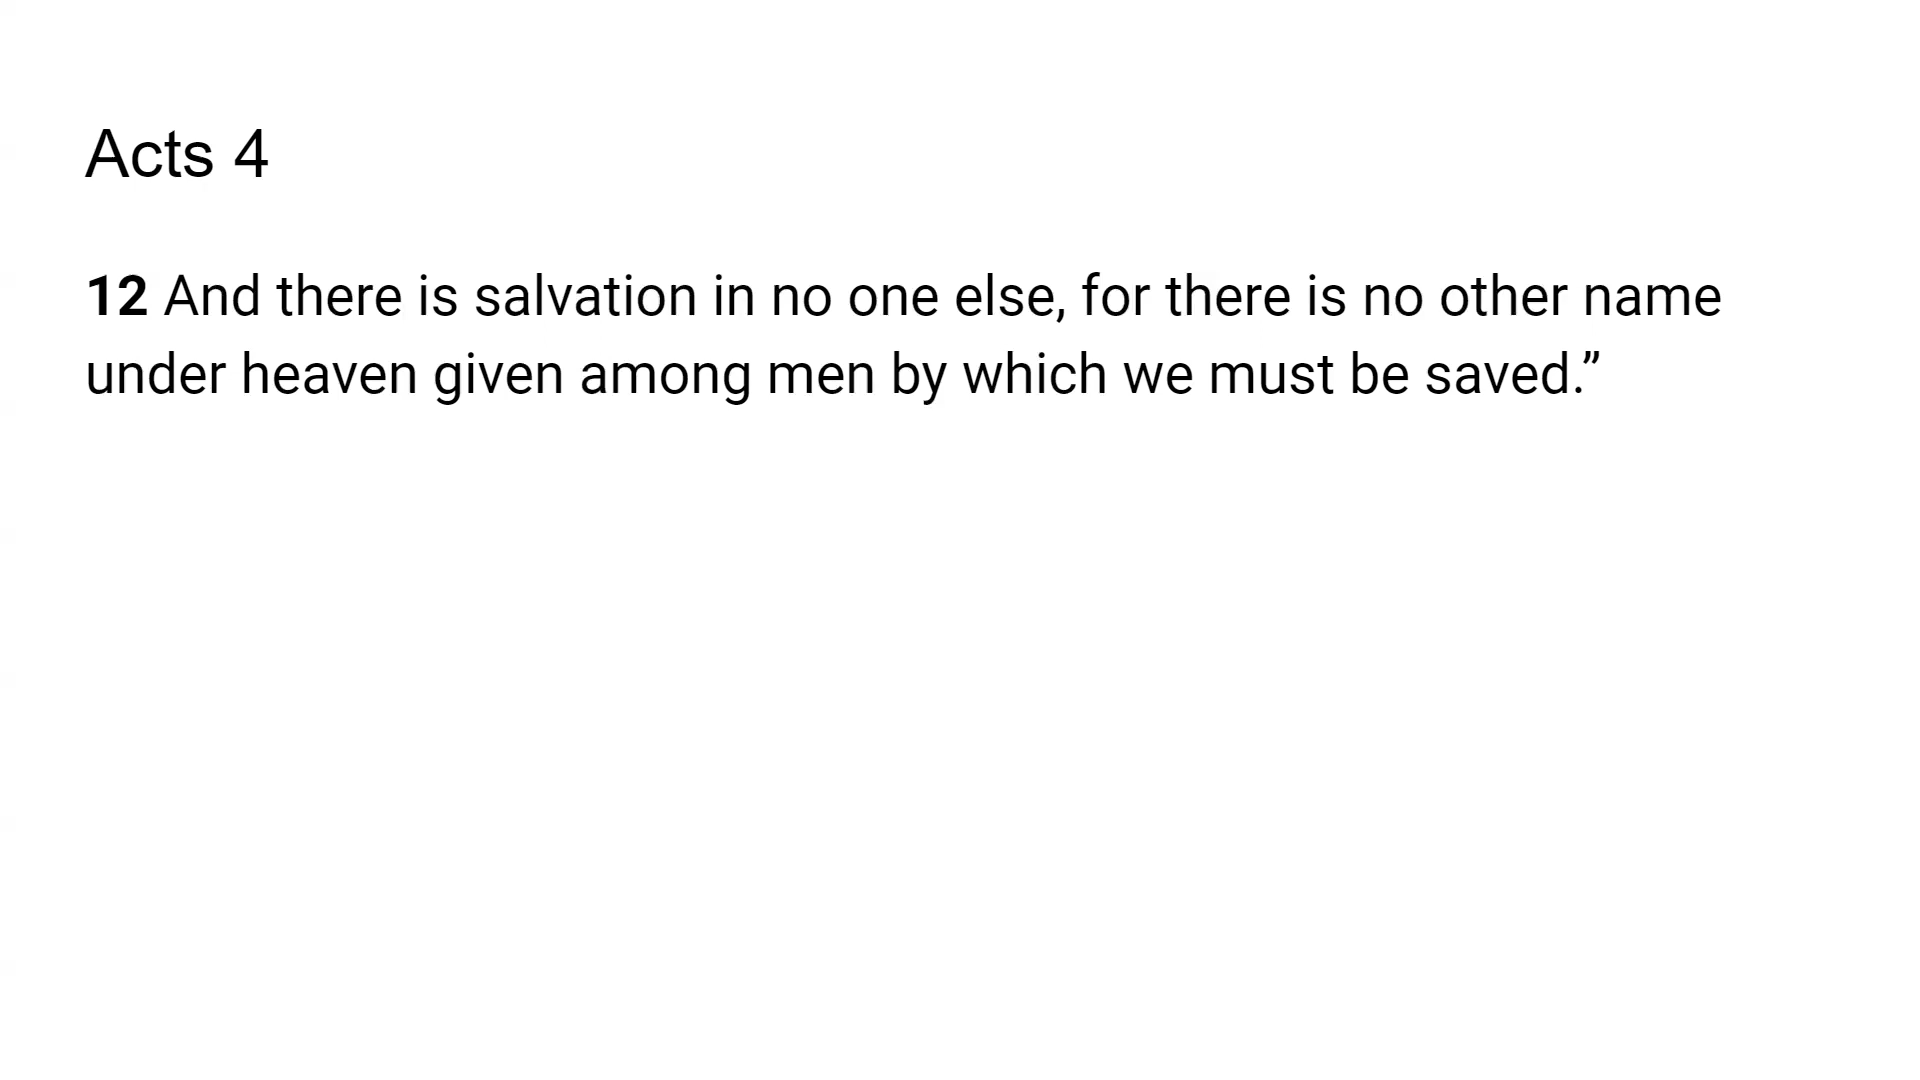 Acts 4
12 And there is salvation in no one else, for there is no other name
under heaven given among men by which we must be saved.”